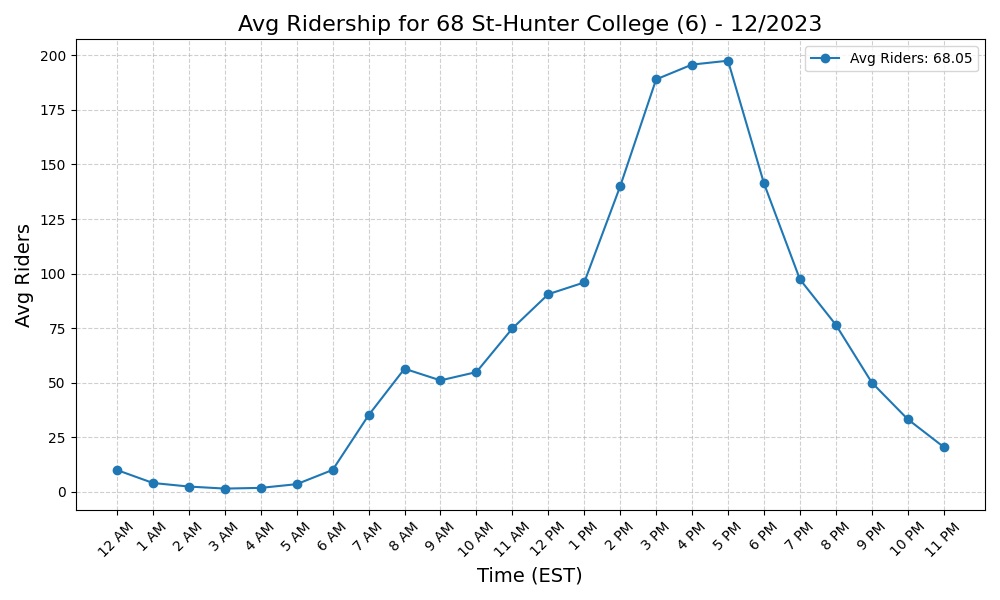 Avg Ridership for 68 St-Hunter College (6) - 12/2023
Avg Riders: 68.05
Avg Riders
200
175
150
125
100
75
50
25
0
12 AM
1 AM
2 AM
3 AM
4 AM
5 AM
6 AM
7 AM
8 AM
9 AM
10 AM
11 AM
12 PM
1 PM
2 PM
3 PM
4 PM
5 PM
6 PM
7 PM
8 PM
9 PM
10 PM
11 PM
Time (EST)